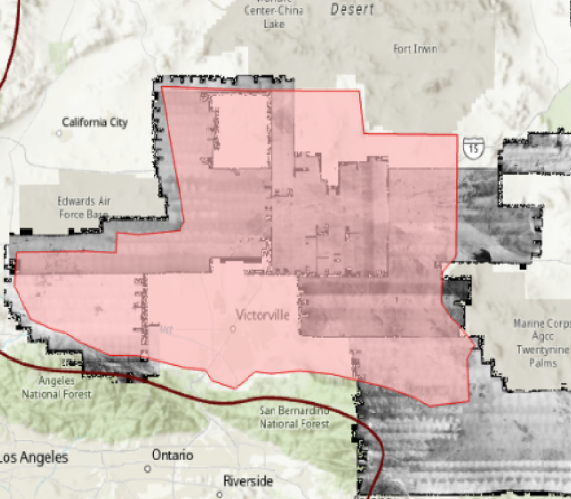 Center-China
Lake
Desert
Fort Irwin
California City
15
Edwards Air
Force Base
Victorville
Marine Corps
Agcc
Twentynine
Palms
Angeles
National Forest
San Bernardino
National Forest
Los Angeles
Ontario
Riverside